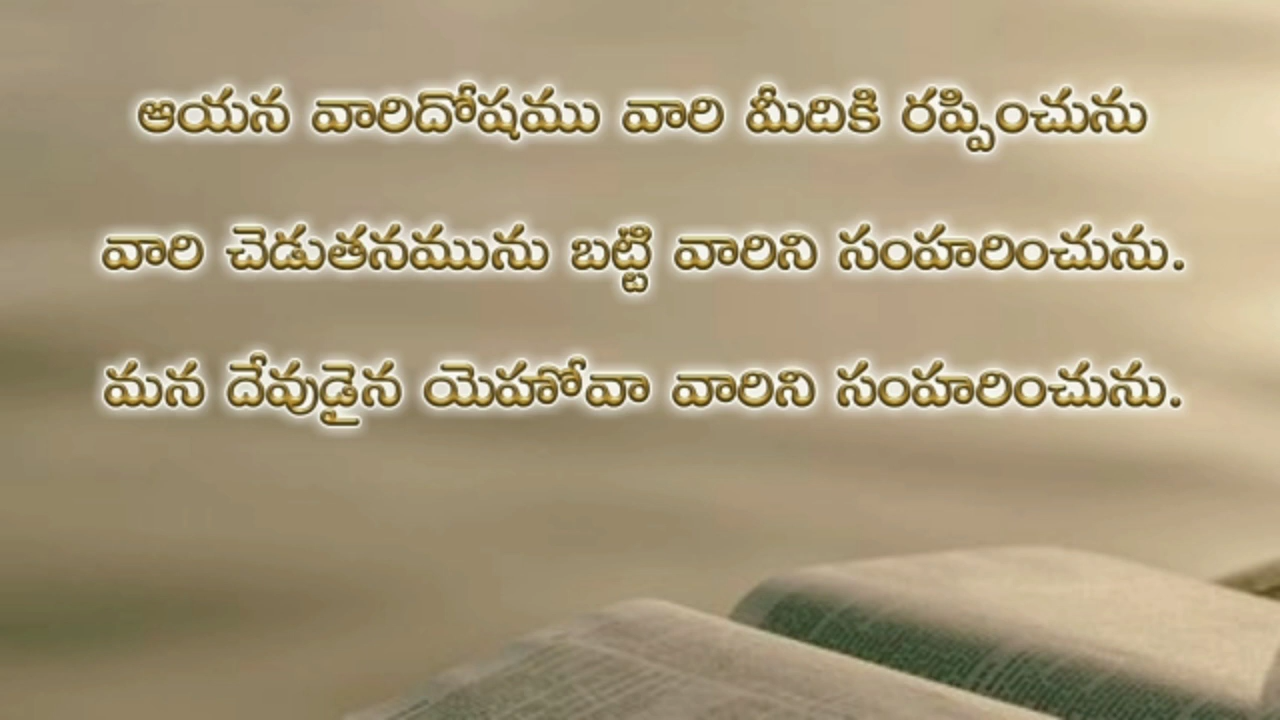 ఆయన వారిదోషము వారి మీదికి రప్పించును
వారి చెడుతనమును బట్టి వారిని సంహరించును.
మన దేవుడైన యెహోవా వారిని సంహరించును.